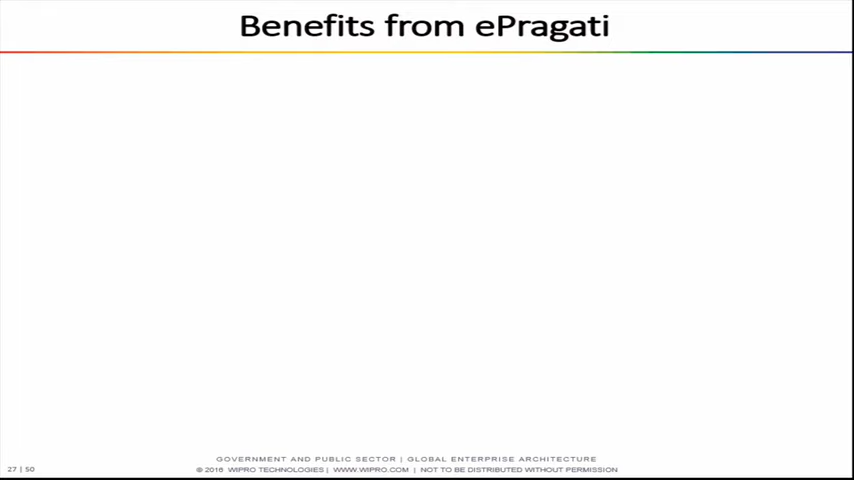 Benefits from ePragati
GOVERNMENT AND PUBLIC SECTOR | GLOBAL ENTERPRISE ARCHITECTURE
27 | 50
© 2016 WIPRO TECHNOLOGIES | WWW.WIPRO.COM | NOT TO BE DISTRIBUTED WITHOUT PERMISSION